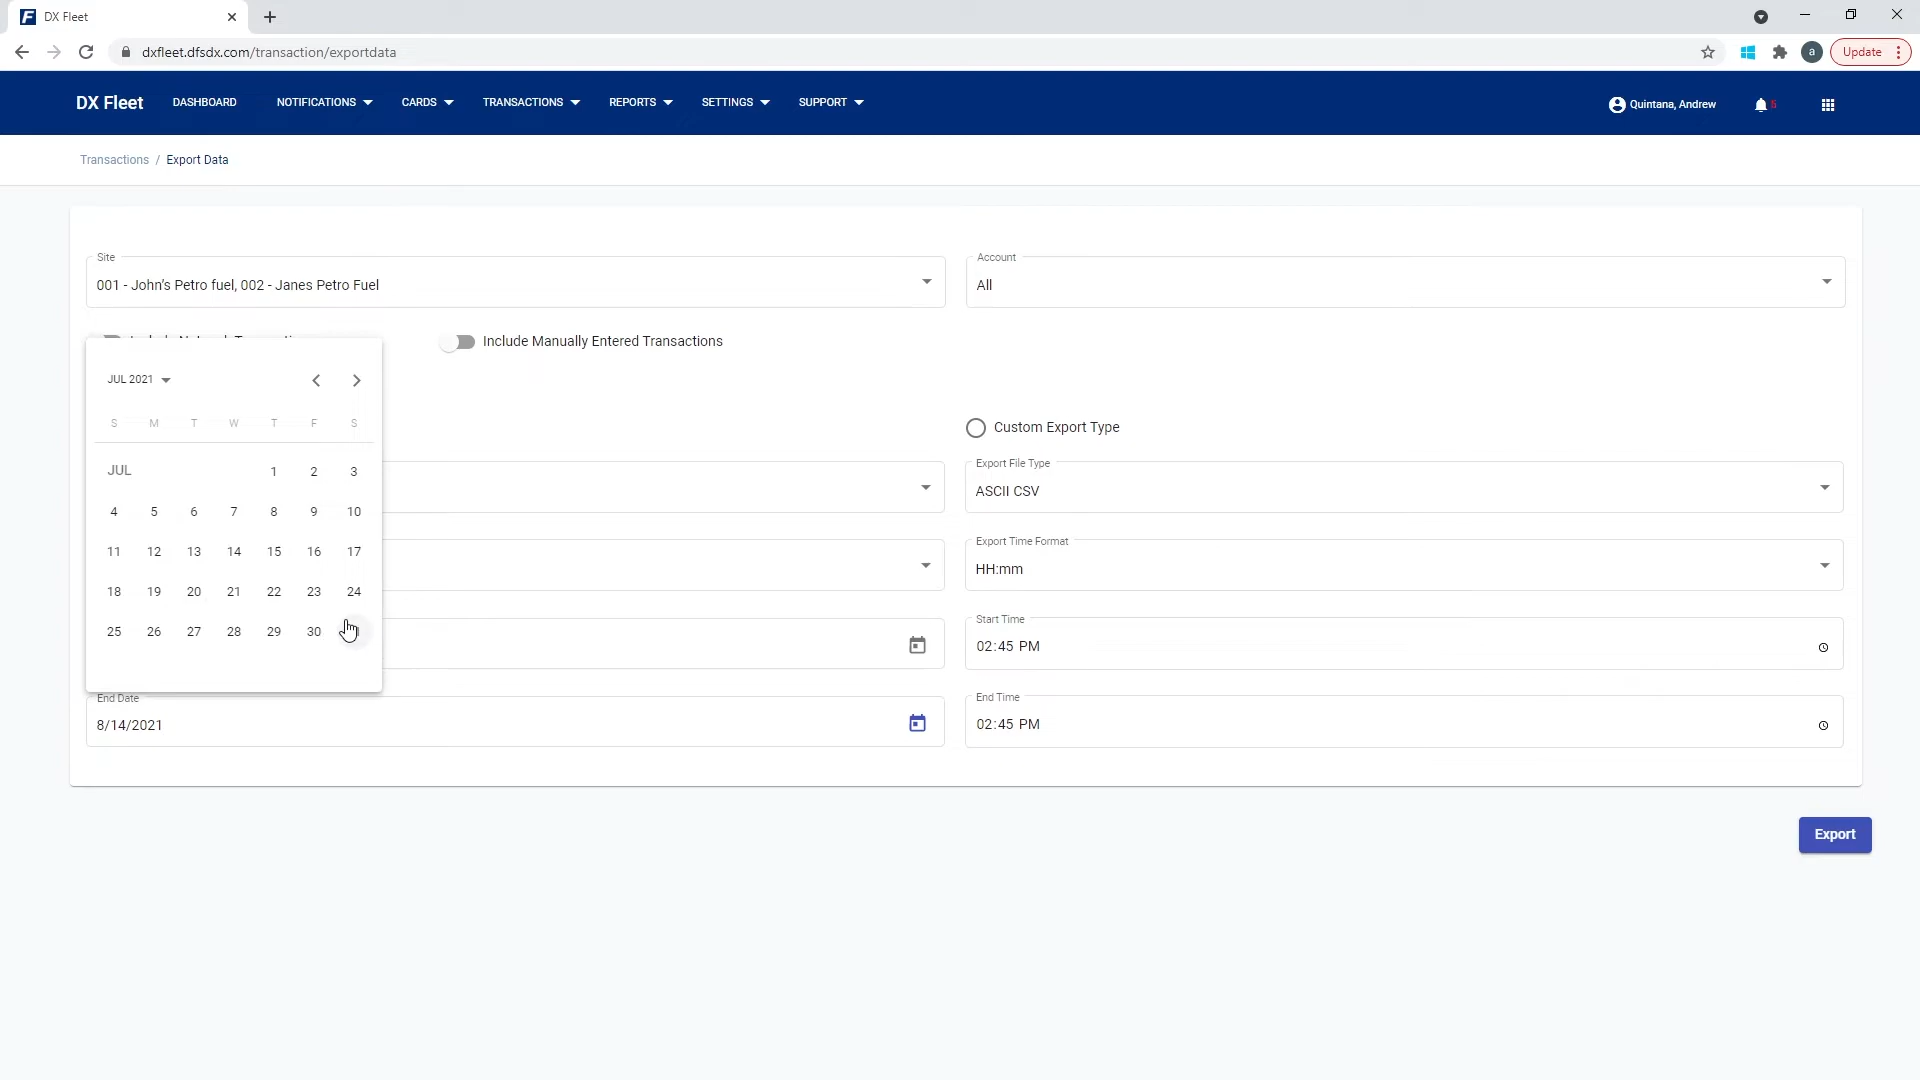 DX Fleet
dxfleet.dfsdx.com/transaction/exportdata
a
Update
DX Fleet DASHBOARD NOTIFICATIONS CARDS TRANSACTIONS REPORTS SETTINGS SUPPORT Quintana, Andrew 5
Transactions / Export Data
Site
001 - John's Petro fuel, 002 - Janes Petro Fuel
Account
All
Include Manually Entered Transactions
JUL 2021
S M T W T F S
JUL 1 2 3
4 5 6 7 8 9 10
11 12 13 14 15 16 17
18 19 20 21 22 23 24
25 26 27 28 29 30
Custom Export Type
Export File Type
ASCII CSV
Export Time Format
HH:mm
Start Time
02:45 PM
End Date
8/14/2021
End Time
02:45 PM
Export